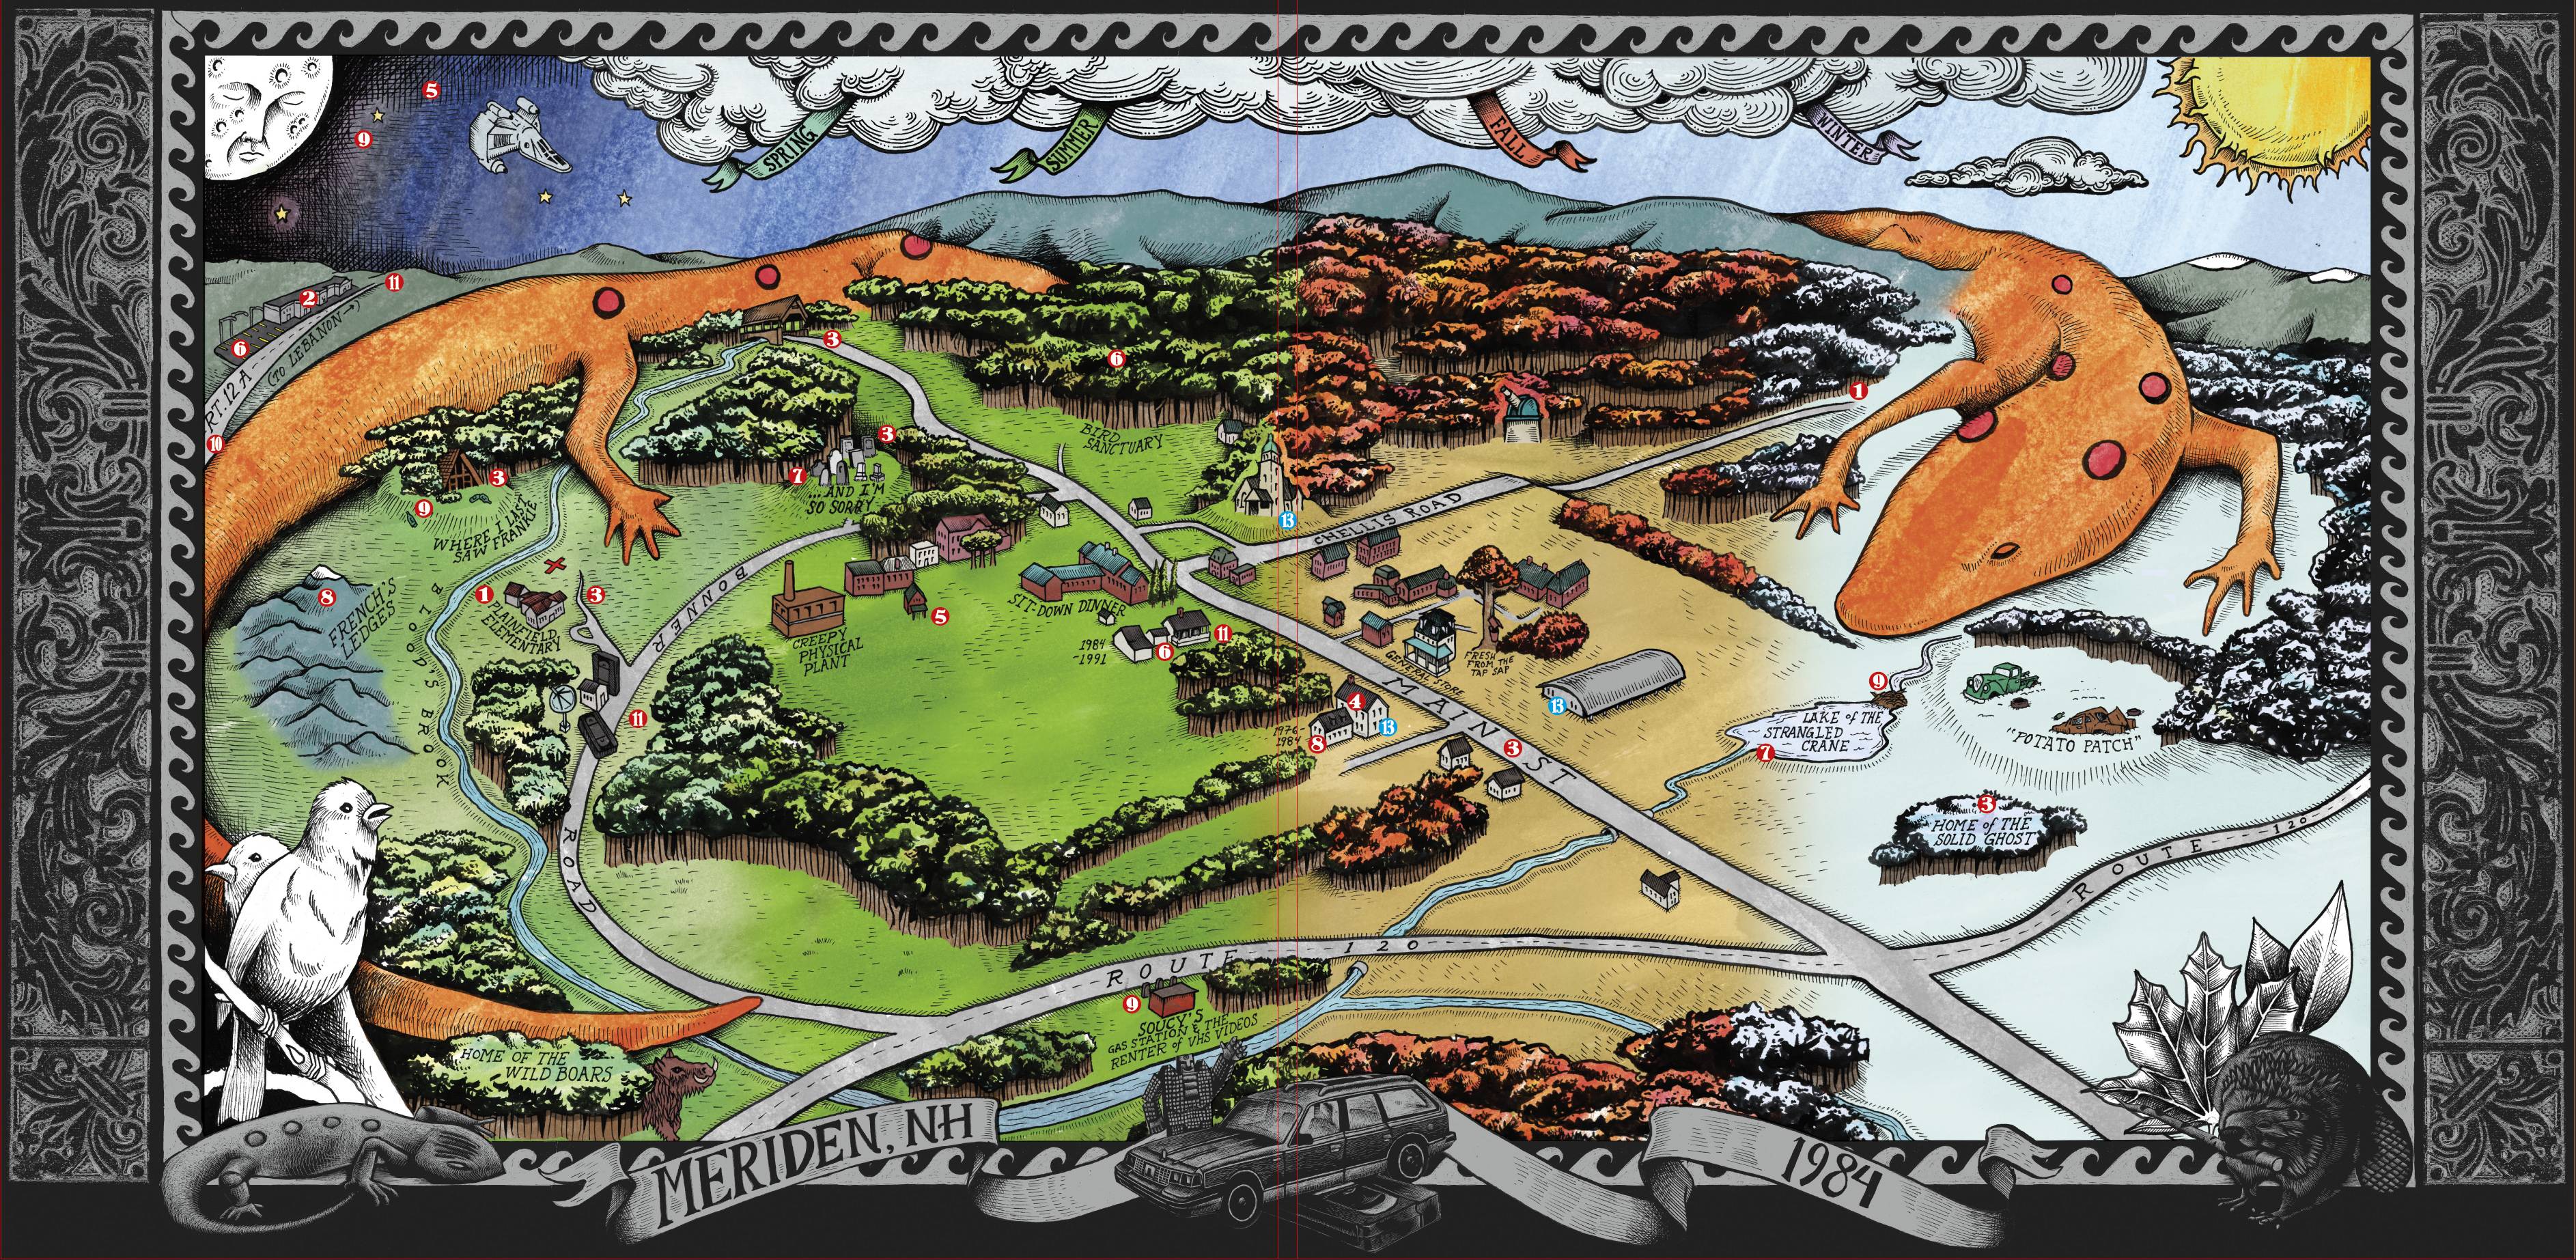 5
9
SPRING
SUMMER
FALL
WINTER
11
2
6
RT. 12 A
(TO LEBANON→)
10
3
6
1
3
7
...AND I'M
SO SORRY
BIRD
SANCTUARY
3
9
WHERE I LAST
SAW FRANKIE
13
CHELLIS ROAD
8
FRENCH'S
LEDGES
BLOOD'S BROOK
1
PLAINFIELD
ELEMENTARY
3
BONNER
ROAD
CREEPY
PHYSICAL
PLANT
5
SIT-DOWN DINNER
1984
-1991
6
11
GENERAL STORE
FRESH
FROM THE
TAP SAP
11
4
13
1976
1984
8
MAIN ST
3
13
9
LAKE of THE
STRANGLED
CRANE
7
"POTATO PATCH"
3
HOME of THE
SOLID GHOST
ROUTE 120
ROUTE 120
9
SOUCY'S
GAS STATION & THE
RENTER of VHS VIDEOS
HOME OF THE
WILD BOARS
MERIDEN, NH
1984